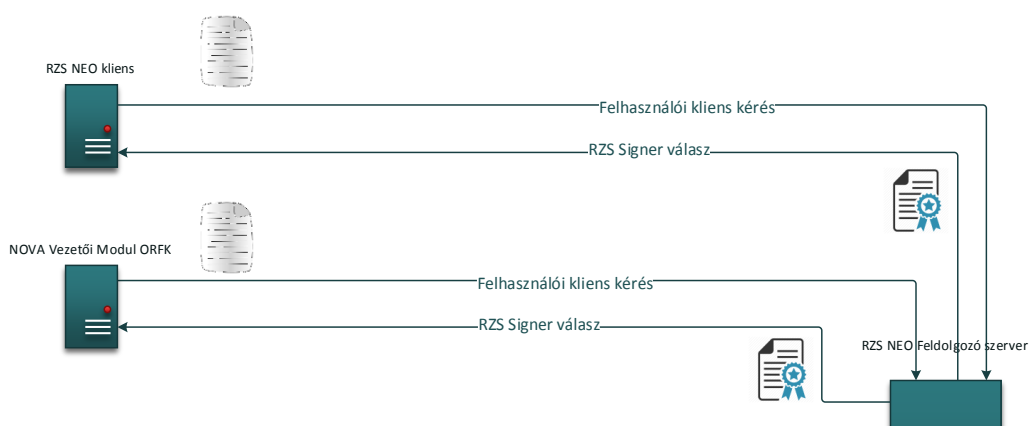 RZS NEO kliens
Felhasználói kliens kérés
RZS Signer válasz
NOVA Vezetői Modul ORFK
Felhasználói kliens kérés
RZS Signer válasz
RZS NEO Feldolgozó szerver